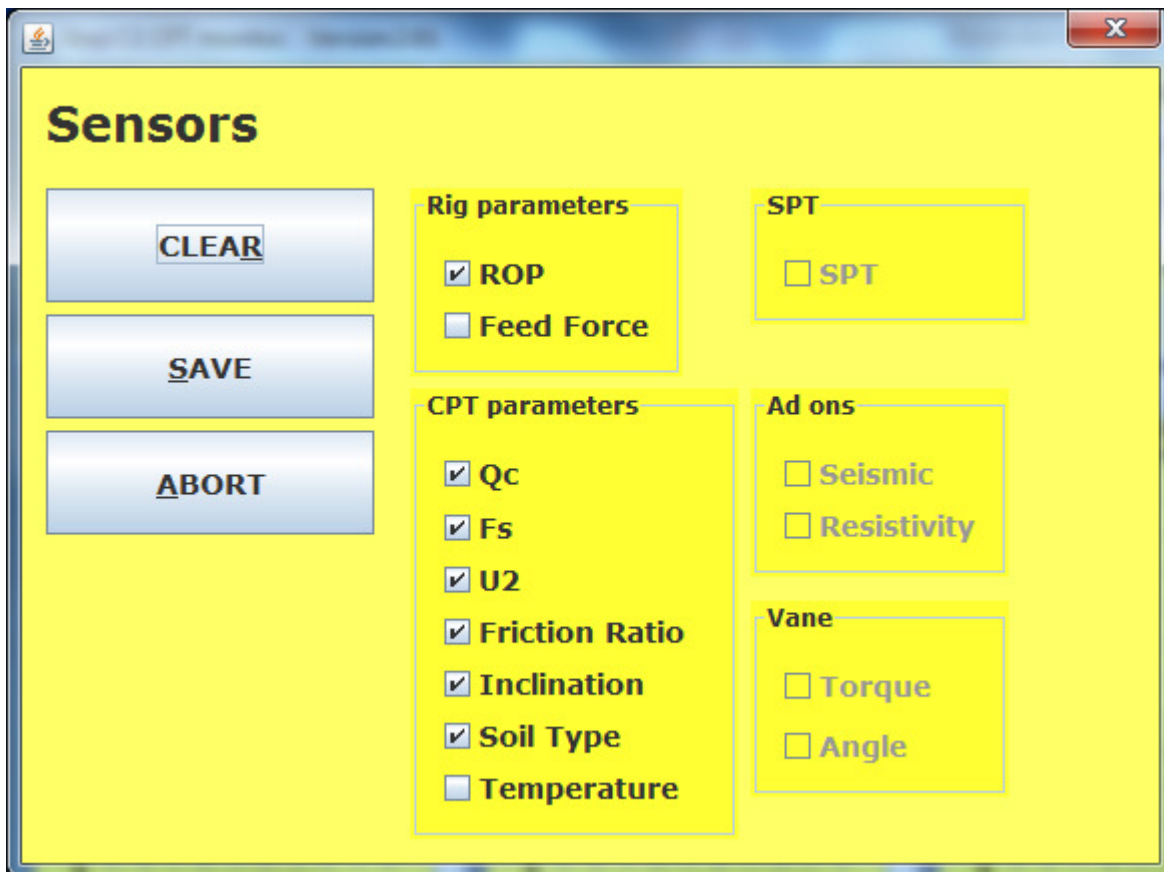 Sensors
CLEAR
SAVE
ABORT
Rig parameters
ROP
Feed Force
CPT parameters
Qc
Fs
U2
Friction Ratio
Inclination
Soil Type
Temperature
SPT
SPT
Ad ons
Seismic
Resistivity
Vane
Torque
Angle